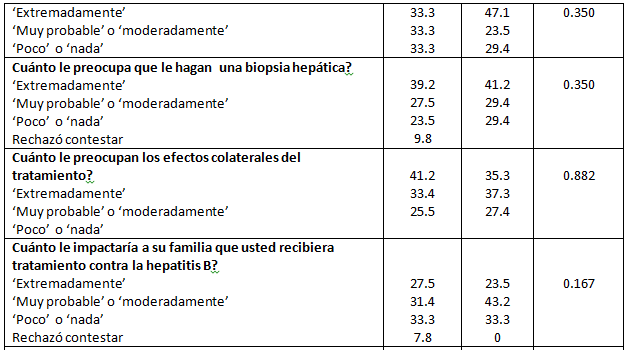 ‘Extremadamente’ 33.3 47.1 0.350
‘Muy probable’ o ‘moderadamente’ 33.3 23.5
‘Poco’ o ‘nada’ 33.3 29.4
Cuánto le preocupa que le hagan una biopsia hepática?
‘Extremadamente’ 39.2 41.2 0.350
‘Muy probable’ o ‘moderadamente’ 27.5 29.4
‘Poco’ o ‘nada’ 23.5 29.4
Rechazó contestar 9.8
Cuánto le preocupan los efectos colaterales del
tratamiento? 41.2 35.3 0.882
‘Extremadamente’ 33.4 37.3
‘Muy probable’ o ‘moderadamente’ 25.5 27.4
‘Poco’ o ‘nada’
Cuánto le impactaría a su familia que usted recibiera
tratamiento contra la hepatitis B?
‘Extremadamente’ 27.5 23.5 0.167
‘Muy probable’ o ‘moderadamente’ 31.4 43.2
‘Poco’ o ‘nada’ 33.3 33.3
Rechazó contestar 7.8 0